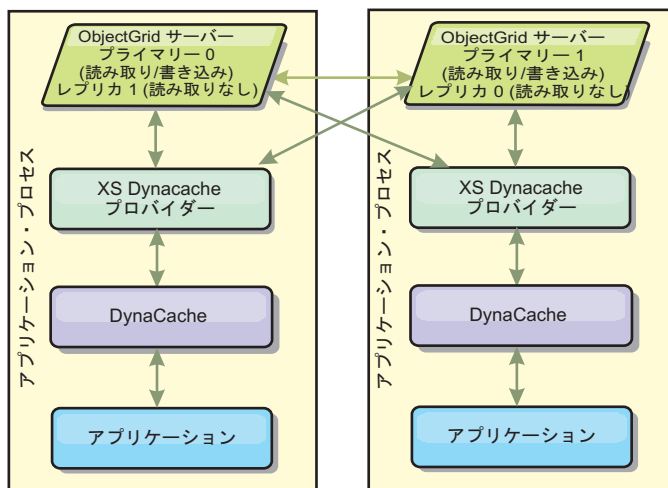 ObjectGrid サーバー
プライマリー 0
(読み取り/書き込み)
レプリカ 1 (読み取りなし)
XS Dynacache
プロバイダー
DynaCache
アプリケーション
アプリケーション・プロセス
ObjectGrid サーバー
プライマリー 1
(読み取り/書き込み)
レプリカ 0 (読み取りなし)
XS Dynacache
プロバイダー
DynaCache
アプリケーション
アプリケーション・プロセス